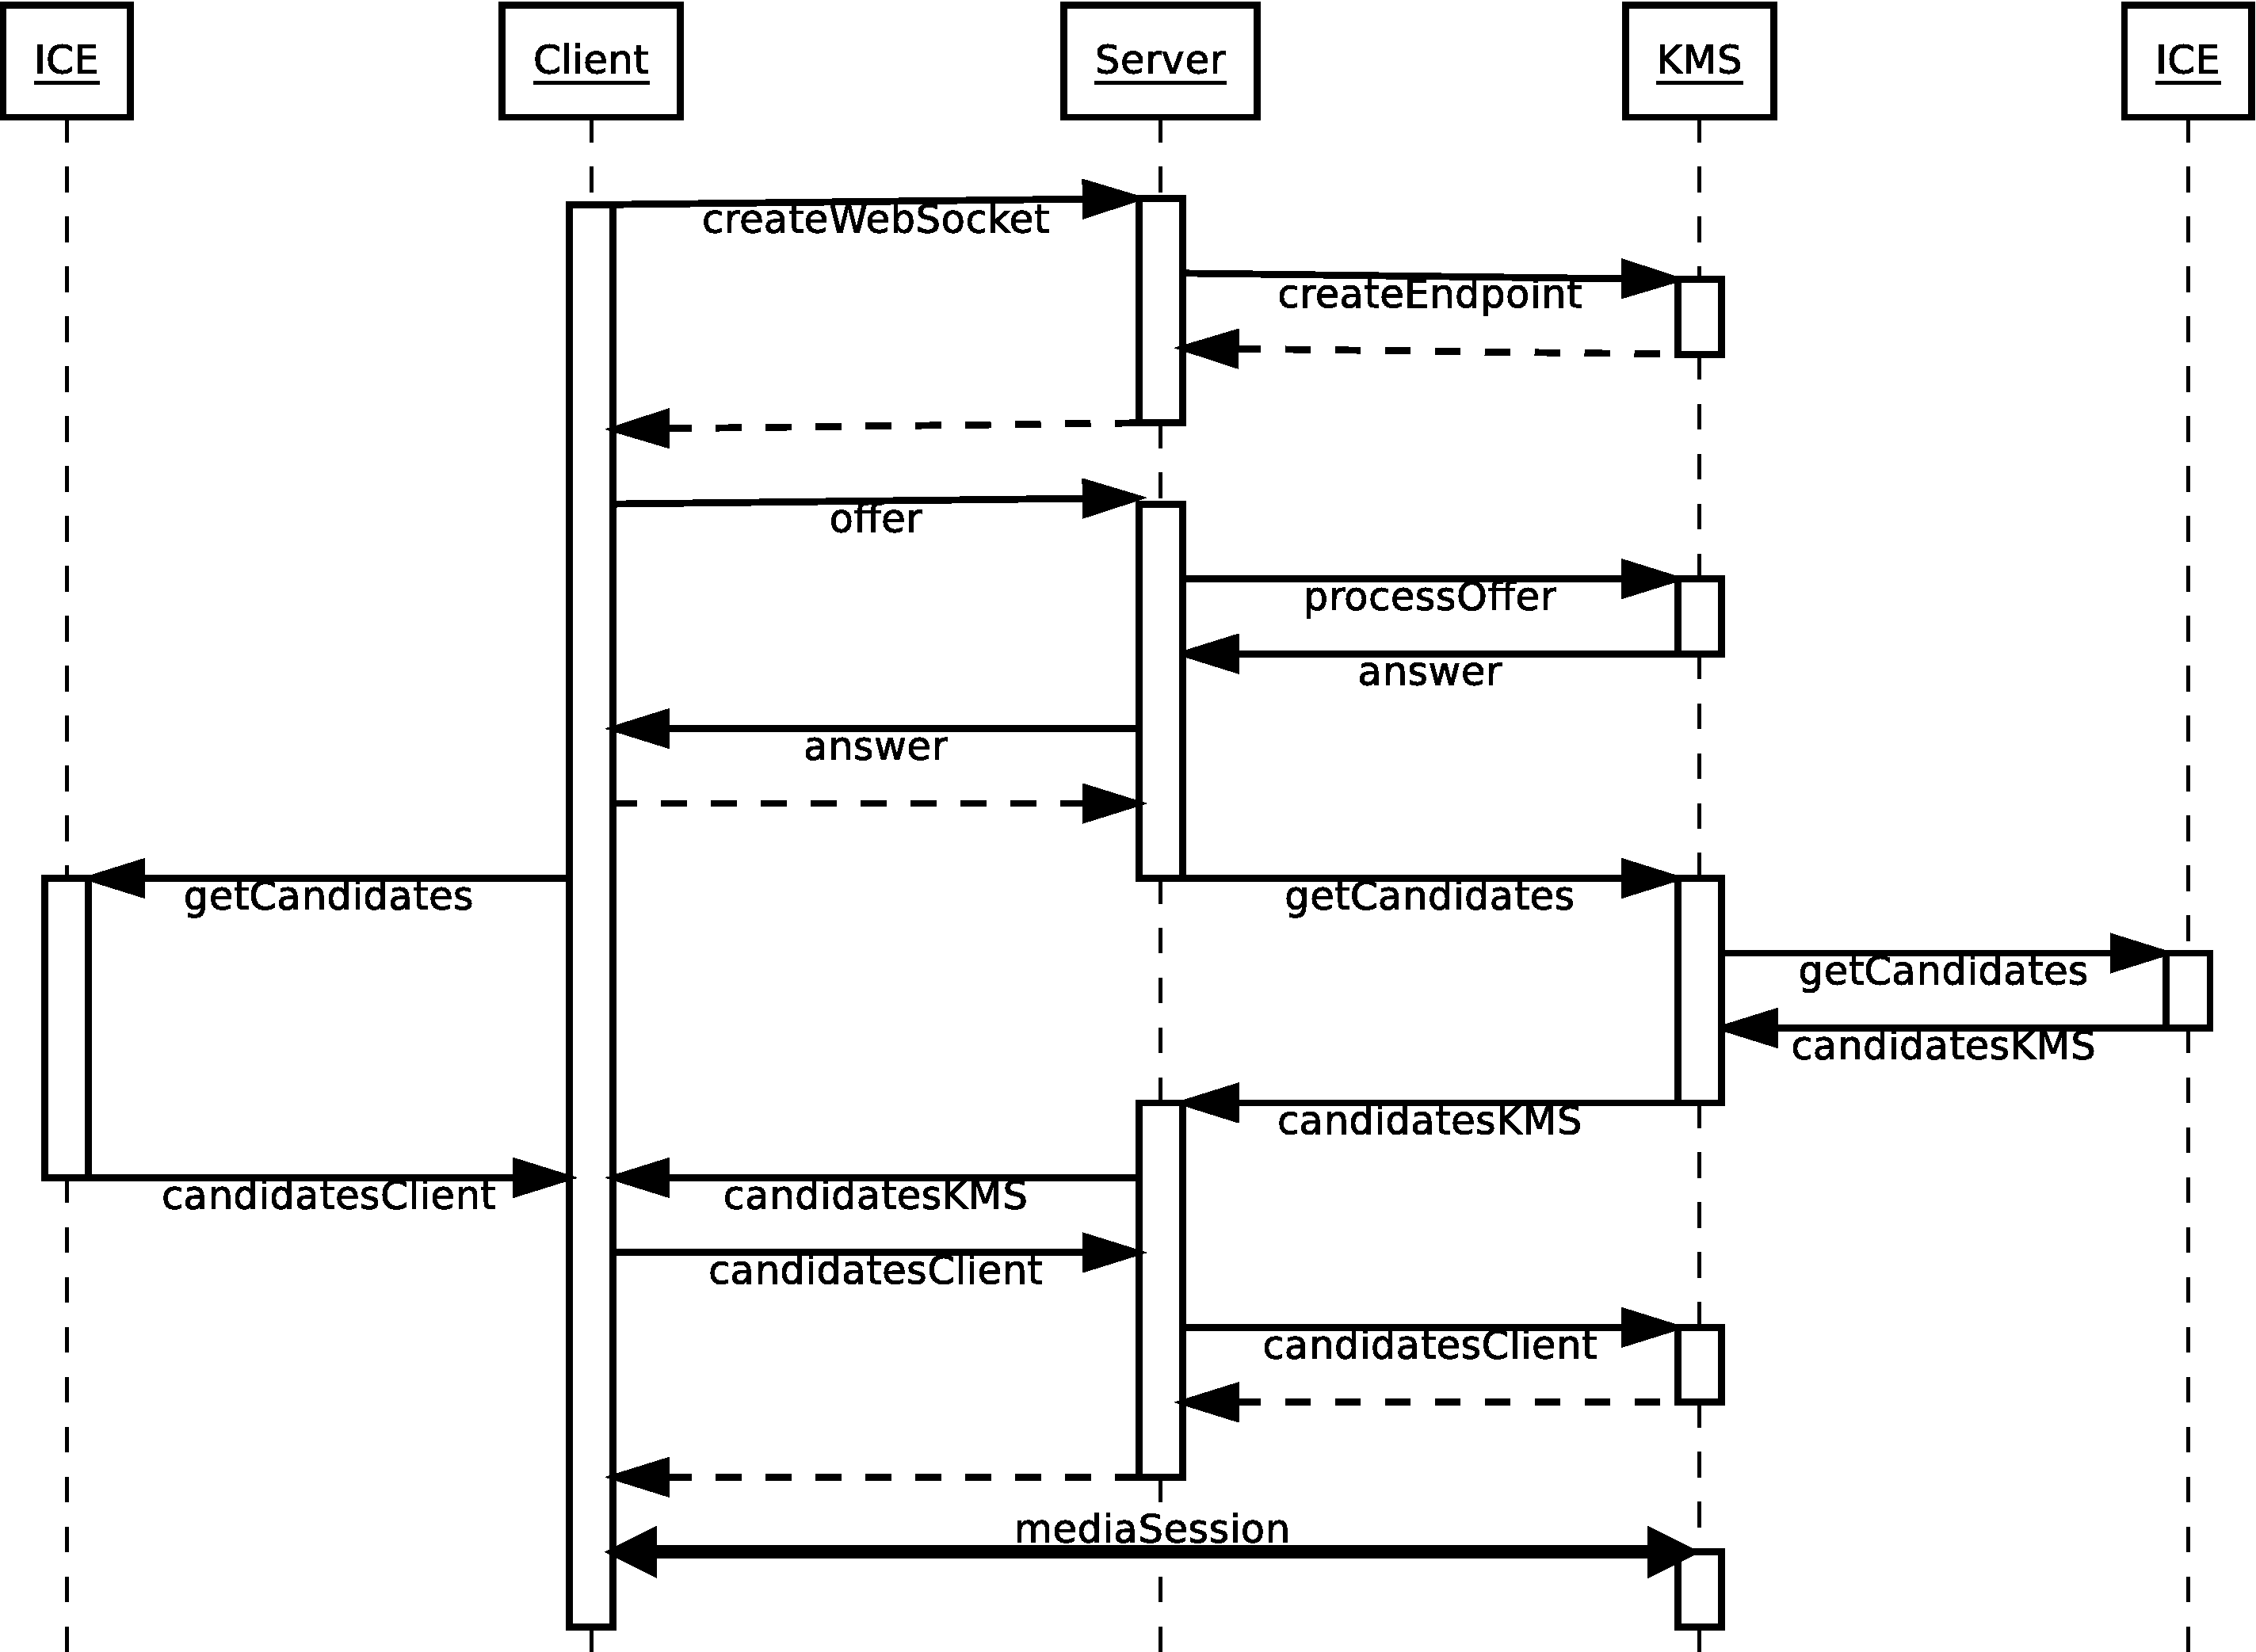 ICE
Client
Server
KMS
ICE
createWebSocket
createEndpoint
offer
processOffer
answer
answer
getCandidates
getCandidates
getCandidates
candidatesKMS
candidatesKMS
candidatesClient
candidatesKMS
candidatesClient
candidatesClient
mediaSession